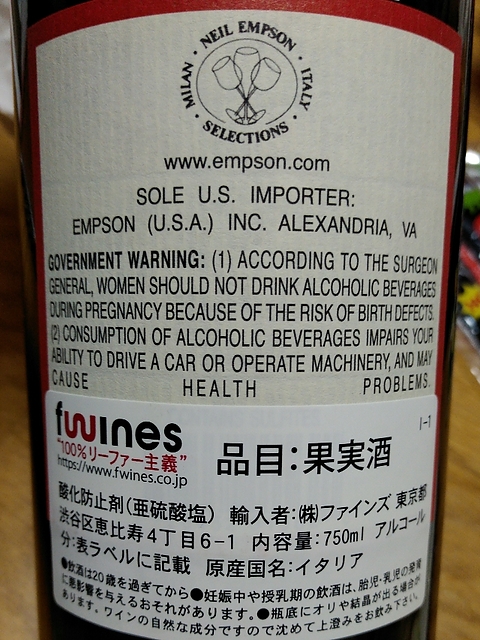 NEIL EMPSON
MILAN · ITALY
· SELECTIONS ·
www.empson.com
SOLE U.S. IMPORTER:
EMPSON (U.S.A.) INC. ALEXANDRIA, VA
GOVERNMENT WARNING: (1) ACCORDING TO THE SURGEON
GENERAL, WOMEN SHOULD NOT DRINK ALCOHOLIC BEVERAGES
DURING PREGNANCY BECAUSE OF THE RISK OF BIRTH DEFECTS.
(2) CONSUMPTION OF ALCOHOLIC BEVERAGES IMPAIRS YOUR
ABILITY TO DRIVE A CAR OR OPERATE MACHINERY, AND MAY
CAUSE HEALTH PROBLEMS.
I-1
fwines
"100%リーファー主義"
https://www.fwines.co.jp
品目:果実酒
酸化防止剤(亜硫酸塩) 輸入者:㈱ファインズ 東京都
渋谷区恵比寿4丁目6-1 内容量:750ml アルコール
分:表ラベルに記載 原産国名:イタリア
●飲酒は20歳を過ぎてから●妊娠中や授乳期の飲酒は、胎児・乳児の発育
に悪影響を与えるおそれがあります。●瓶底にオリや結晶が出る場合が
あります。ワインの自然な成分ですので沈めて上澄みをお飲み下さい。